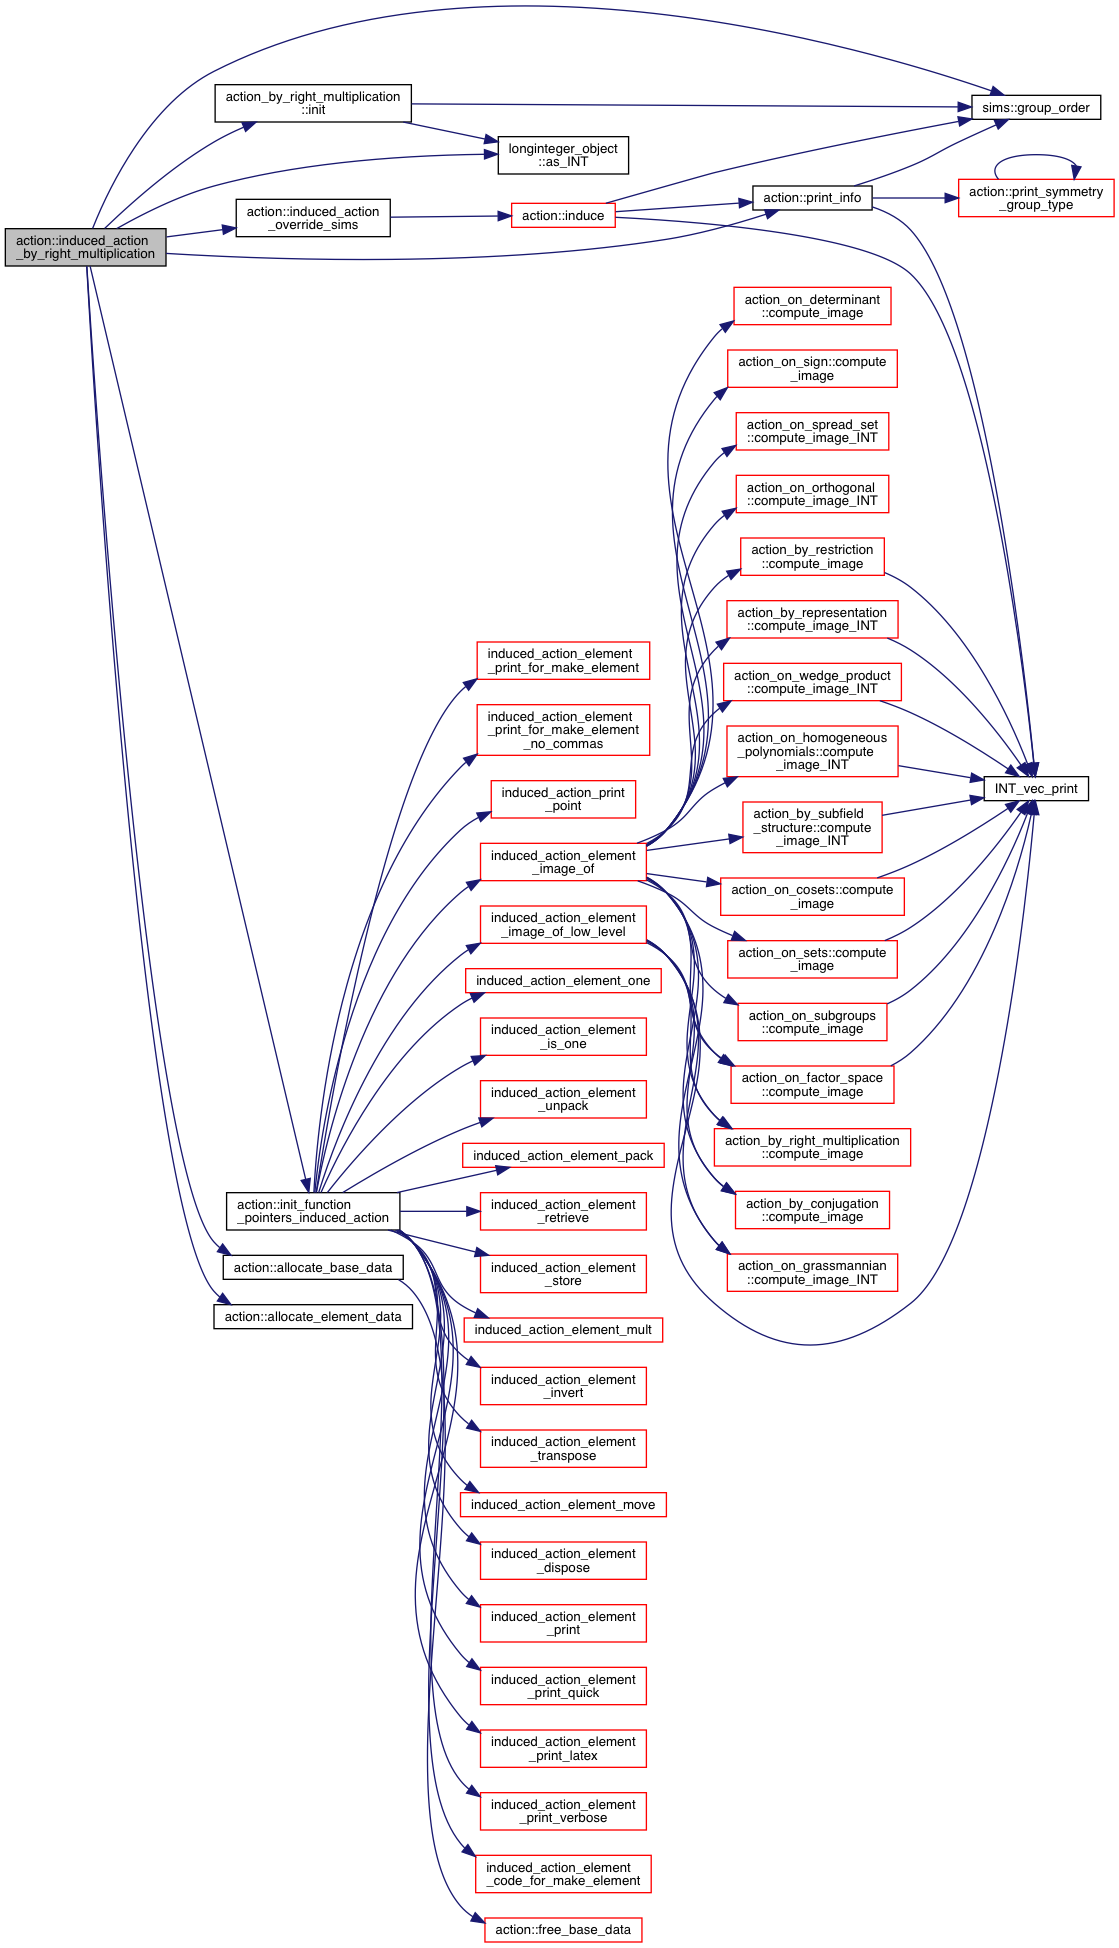 action::induced_action
_by_right_multiplication
action_by_right_multiplication
::init
sims::group_order
longinteger_object
::as_INT
action::induced_action
_override_sims
action::induce
action::print_info
action::print_symmetry
_group_type
action_on_determinant
::compute_image
action_on_sign::compute
_image
action_on_spread_set
::compute_image_INT
action_on_orthogonal
::compute_image_INT
action_by_restriction
::compute_image
action_by_representation
::compute_image_INT
action_on_wedge_product
::compute_image_INT
action_on_homogeneous
_polynomials::compute
_image_INT
INT_vec_print
action_by_subfield
_structure::compute
_image_INT
action_on_cosets::compute
_image
action_on_sets::compute
_image
action_on_subgroups
::compute_image
action_on_factor_space
::compute_image
action_by_right_multiplication
::compute_image
action_by_conjugation
::compute_image
action_on_grassmannian
::compute_image_INT
induced_action_element
_print_for_make_element
induced_action_element
_print_for_make_element
_no_commas
induced_action_print
_point
induced_action_element
_image_of
induced_action_element
_image_of_low_level
induced_action_element_one
induced_action_element
_is_one
induced_action_element
_unpack
induced_action_element_pack
action::init_function
_pointers_induced_action
induced_action_element
_retrieve
action::allocate_base_data
induced_action_element
_store
action::allocate_element_data
induced_action_element_mult
induced_action_element
_invert
induced_action_element
_transpose
induced_action_element_move
induced_action_element
_dispose
induced_action_element
_print
induced_action_element
_print_quick
induced_action_element
_print_latex
induced_action_element
_print_verbose
induced_action_element
_code_for_make_element
action::free_base_data